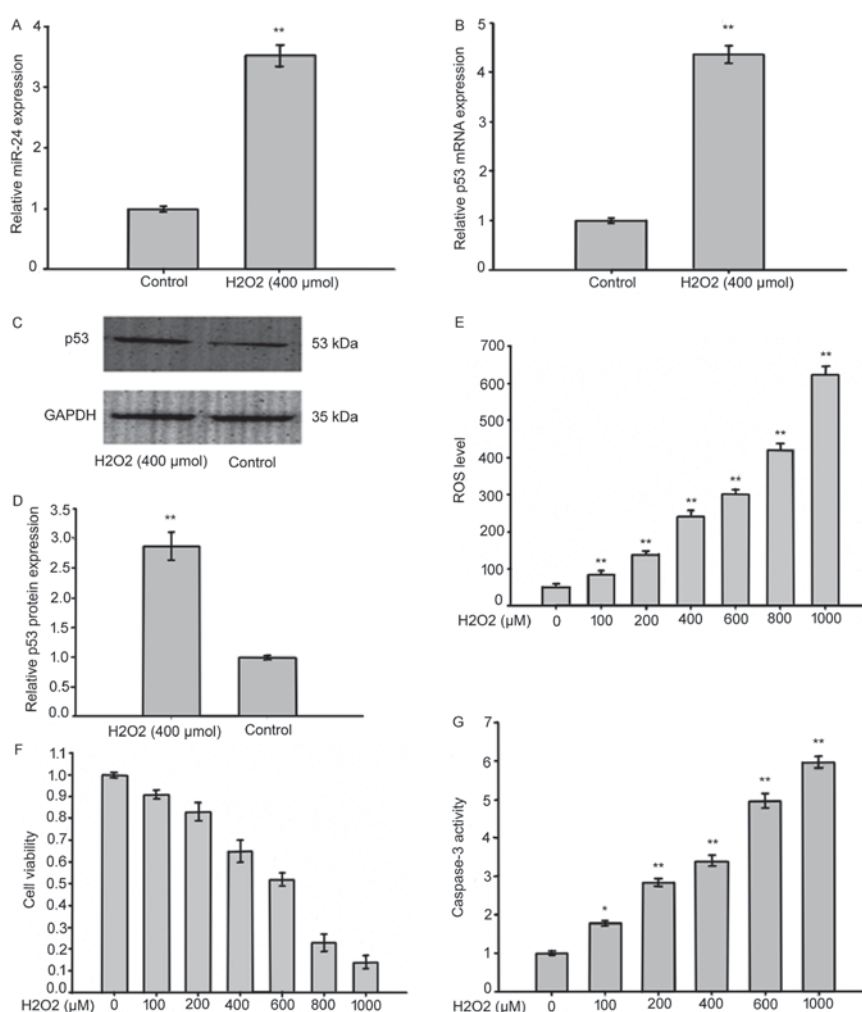 A
Relative miR-24 expression
4
3
2
1
0
**
Control
H2O2 (400 µmol)
B
Relative p53 mRNA expression
5
4
3
2
1
0
**
Control
H2O2 (400 µmol)
C
p53
53 kDa
GAPDH
35 kDa
H2O2 (400 µmol)
Control
D
Relative p53 protein expression
3.5
3.0
2.5
2.0
1.5
1.0
0.5
0.0
**
H2O2 (400 µmol)
Control
E
ROS level
700
600
500
400
300
200
100
0
** ** ** ** ** **
H2O2 (µM) 0 100 200 400 600 800 1000
F
Cell viability
1.1
1.0
0.9
0.8
0.7
0.6
0.5
0.4
0.3
0.2
0.1
0.0
H2O2 (µM) 0 100 200 400 600 800 1000
G
Caspase-3 activity
7
6
5
4
3
2
1
0
* ** ** ** **
H2O2 (µM) 0 100 200 400 600 1000